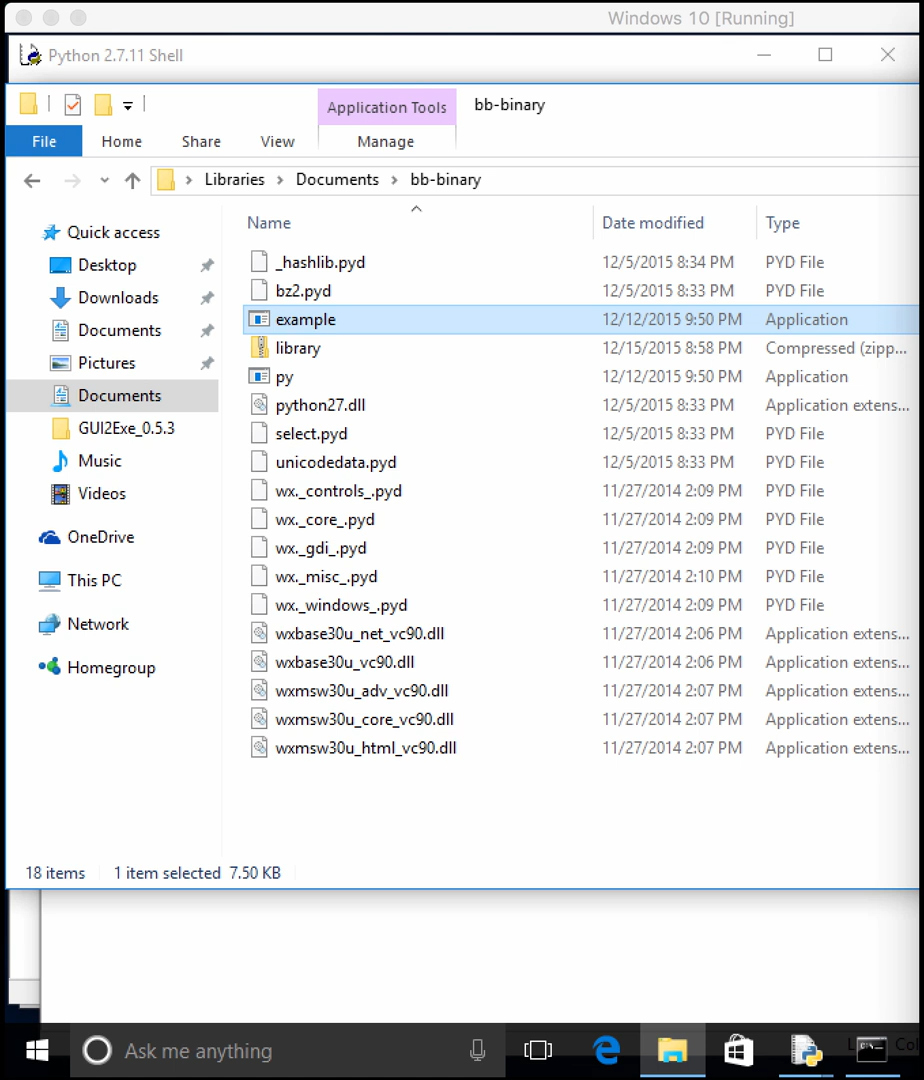 Windows 10 [Running]
Python 2.7.11 Shell
Application Tools bb-binary
File Home Share View Manage
Libraries Documents bb-binary
Name Date modified Type
Quick access
Desktop
Downloads
Documents
Pictures
Documents
GUI2Exe_0.5.3
Music
Videos
OneDrive
This PC
Network
Homegroup
_hashlib.pyd 12/5/2015 8:34 PM PYD File
bz2.pyd 12/5/2015 8:33 PM PYD File
example 12/12/2015 9:50 PM Application
library 12/15/2015 8:58 PM Compressed (zipp...
py 12/12/2015 9:50 PM Application
python27.dll 12/5/2015 8:33 PM Application extens...
select.pyd 12/5/2015 8:33 PM PYD File
unicodedata.pyd 12/5/2015 8:33 PM PYD File
wx._controls_.pyd 11/27/2014 2:09 PM PYD File
wx._core_.pyd 11/27/2014 2:09 PM PYD File
wx._gdi_.pyd 11/27/2014 2:09 PM PYD File
wx._misc_.pyd 11/27/2014 2:10 PM PYD File
wx._windows_.pyd 11/27/2014 2:09 PM PYD File
wxbase30u_net_vc90.dll 11/27/2014 2:06 PM Application extens...
wxbase30u_vc90.dll 11/27/2014 2:06 PM Application extens...
wxmsw30u_adv_vc90.dll 11/27/2014 2:07 PM Application extens...
wxmsw30u_core_vc90.dll 11/27/2014 2:07 PM Application extens...
wxmsw30u_html_vc90.dll 11/27/2014 2:07 PM Application extens...
18 items 1 item selected 7.50 KB
Ask me anything